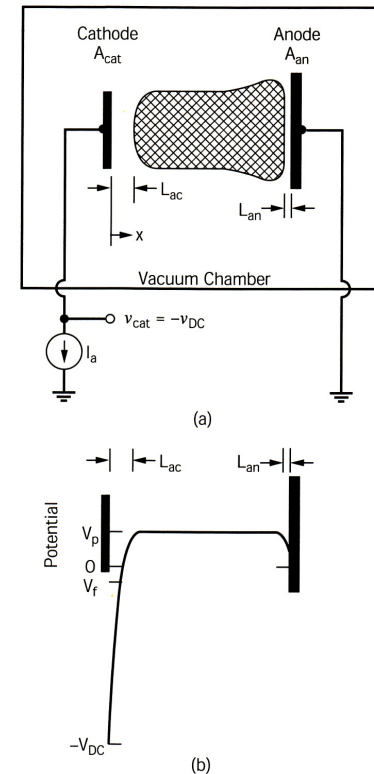 Cathode
A_cat
Anode
A_an
L_ac
L_an
x
Vacuum Chamber
v_cat = −v_DC
I_a
(a)
L_ac
L_an
Potential
V_p
0
V_f
−V_DC
(b)